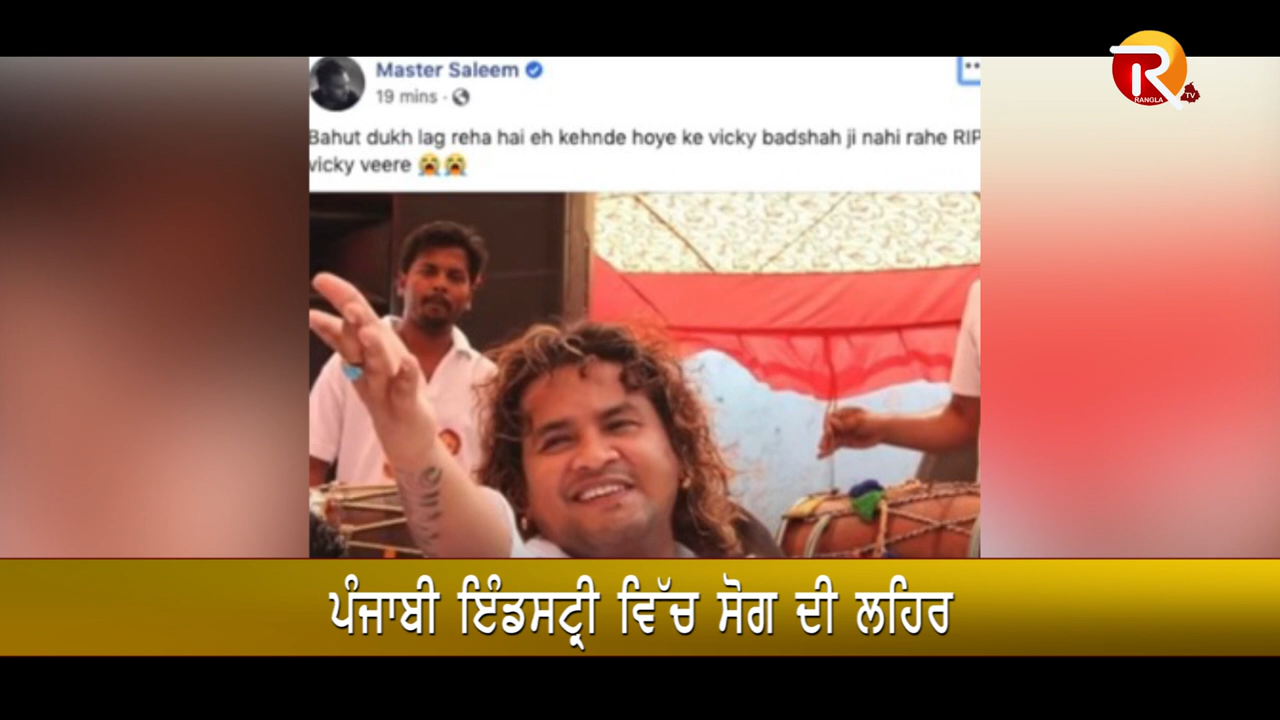 Master Saleem
19 mins ·
Bahut dukh lag reha hai eh kehnde hoye ke vicky badshah ji nahi rahe RIP
vicky veere 😭😭
R
RANGLA TV
ਪੰਜਾਬੀ ਇੰਡਸਟ੍ਰੀ ਵਿੱਚ ਸੋਗ ਦੀ ਲਹਿਰ